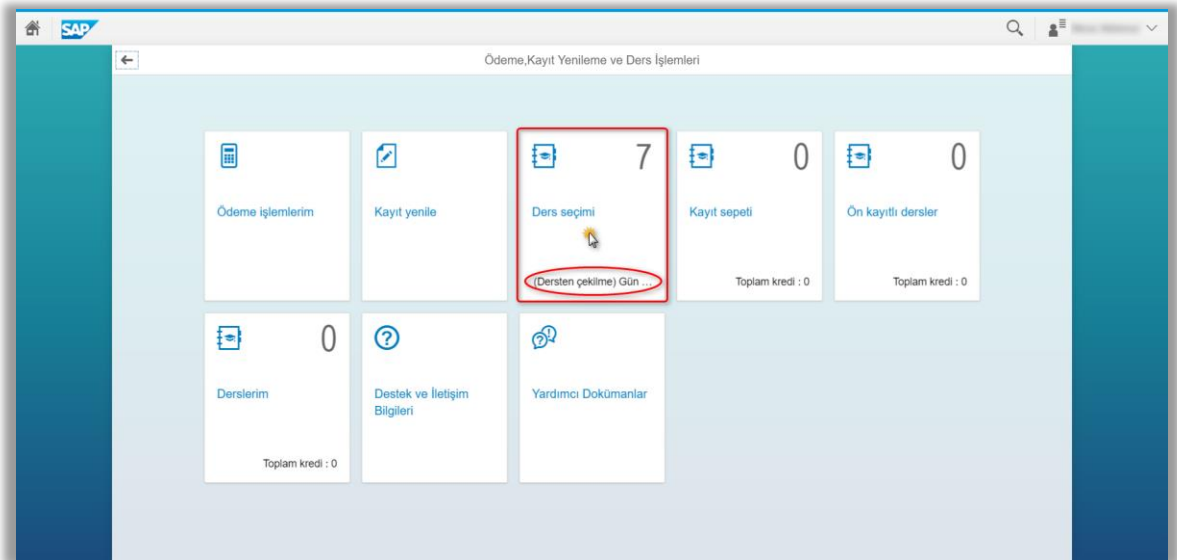 SAP
Ödeme,Kayıt Yenileme ve Ders İşlemleri
Ödeme işlemlerim
Kayıt yenile
7
Ders seçimi
(Dersten çekilme) Gün ...
0
Kayıt sepeti
Toplam kredi : 0
0
Ön kayıtlı dersler
Toplam kredi : 0
0
Derslerim
Toplam kredi : 0
Destek ve İletişim
Bilgileri
Yardımcı Dokümanlar